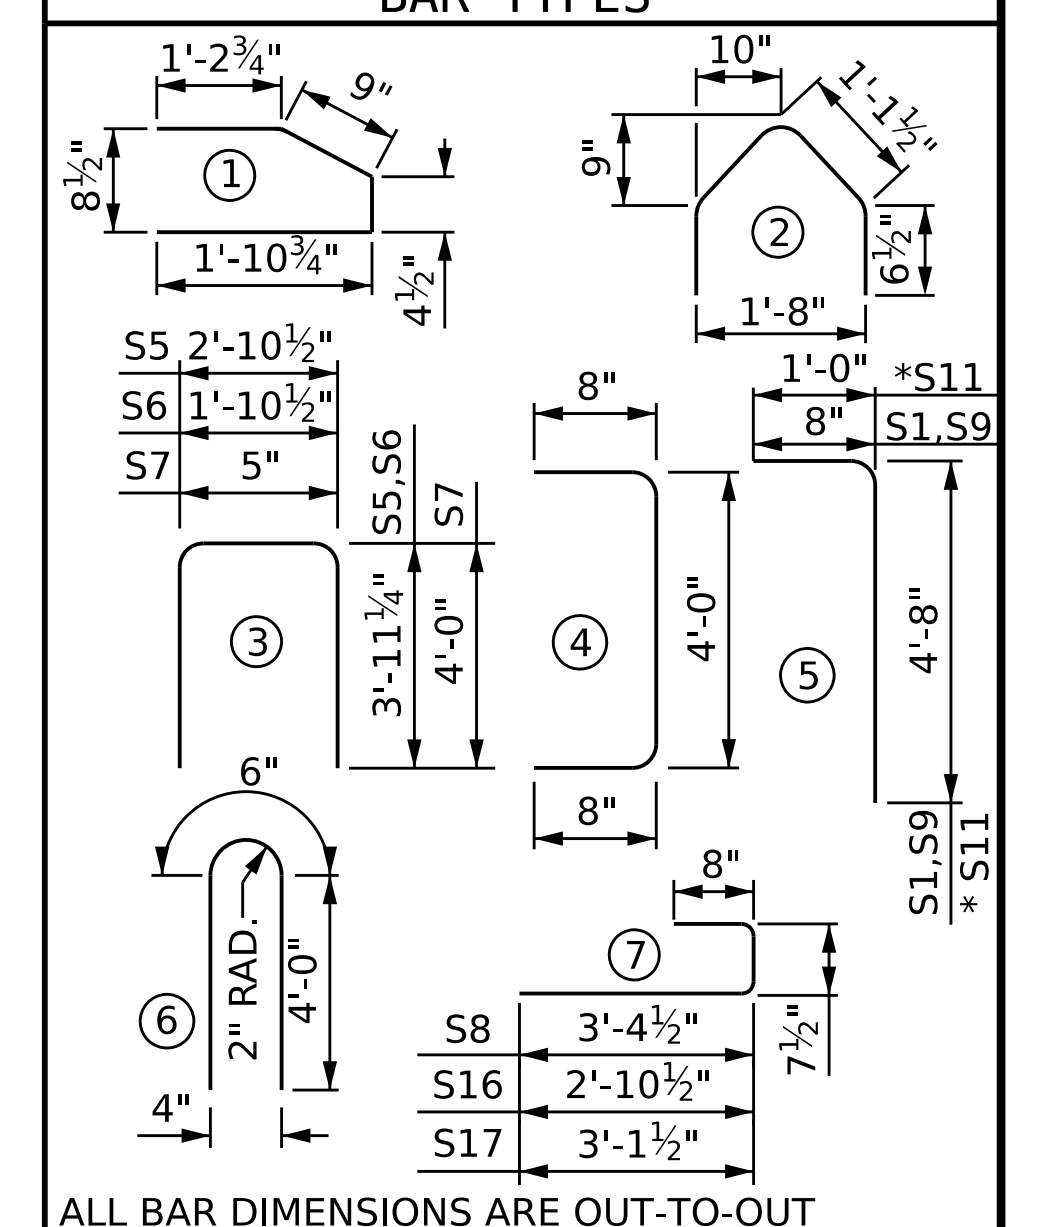 BAR TYPES
1'-2¾"
9"
8½"
1
1'-10¾"
4½"
10"
1'-1½"
9"
2
6½"
1'-8"
S5 2'-10½"
S6 1'-10½"
S7 5"
S5,S6
S7
3
3'-11¼"
4'-0"
8"
4
4'-0"
8"
1'-0" *S11
8" S1,S9
5
4'-8"
S1,S9
* S11
6"
2" RAD.
4'-0"
6
4"
8"
7
7½"
S8 3'-4½"
S16 2'-10½"
S17 3'-1½"
ALL BAR DIMENSIONS ARE OUT-TO-OUT